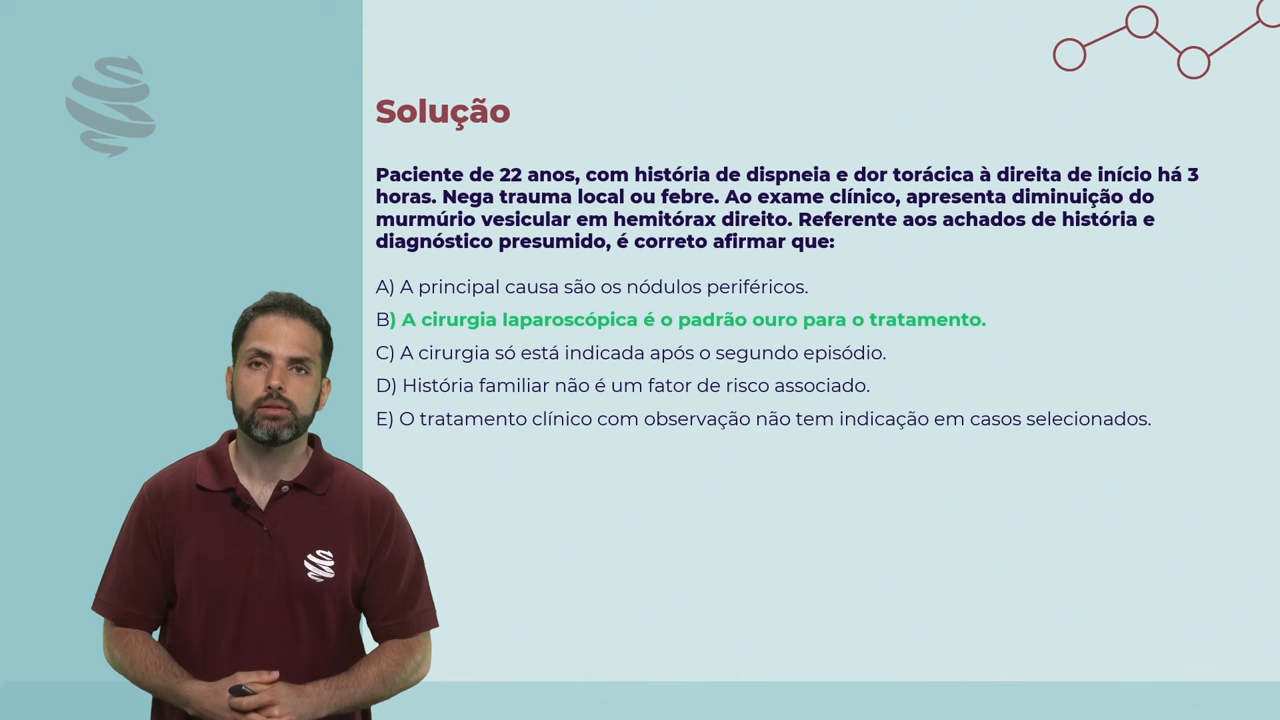 Solução
Paciente de 22 anos, com história de dispneia e dor torácica à direita de início há 3
horas. Nega trauma local ou febre. Ao exame clínico, apresenta diminuição do
murmúrio vesicular em hemitórax direito. Referente aos achados de história e
diagnóstico presumido, é correto afirmar que:
A) A principal causa são os nódulos periféricos.
B) A cirurgia laparoscópica é o padrão ouro para o tratamento.
C) A cirurgia só está indicada após o segundo episódio.
D) História familiar não é um fator de risco associado.
E) O tratamento clínico com observação não tem indicação em casos selecionados.